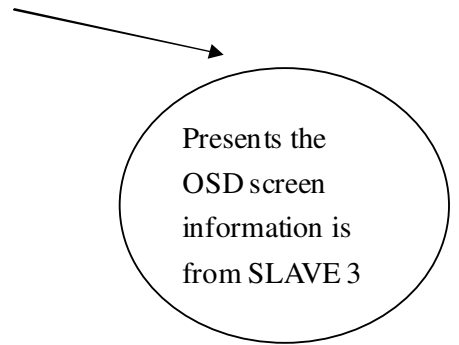 Presents the
OSD screen
information is
from SLAVE 3